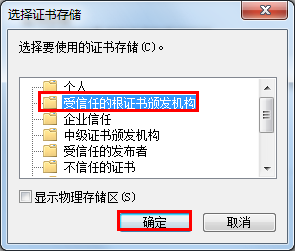 选择证书存储
选择要使用的证书存储(C)。
个人
受信任的根证书颁发机构
企业信任
中级证书颁发机构
受信任的发布者
不信任的证书
显示物理存储区(S)
确定
取消